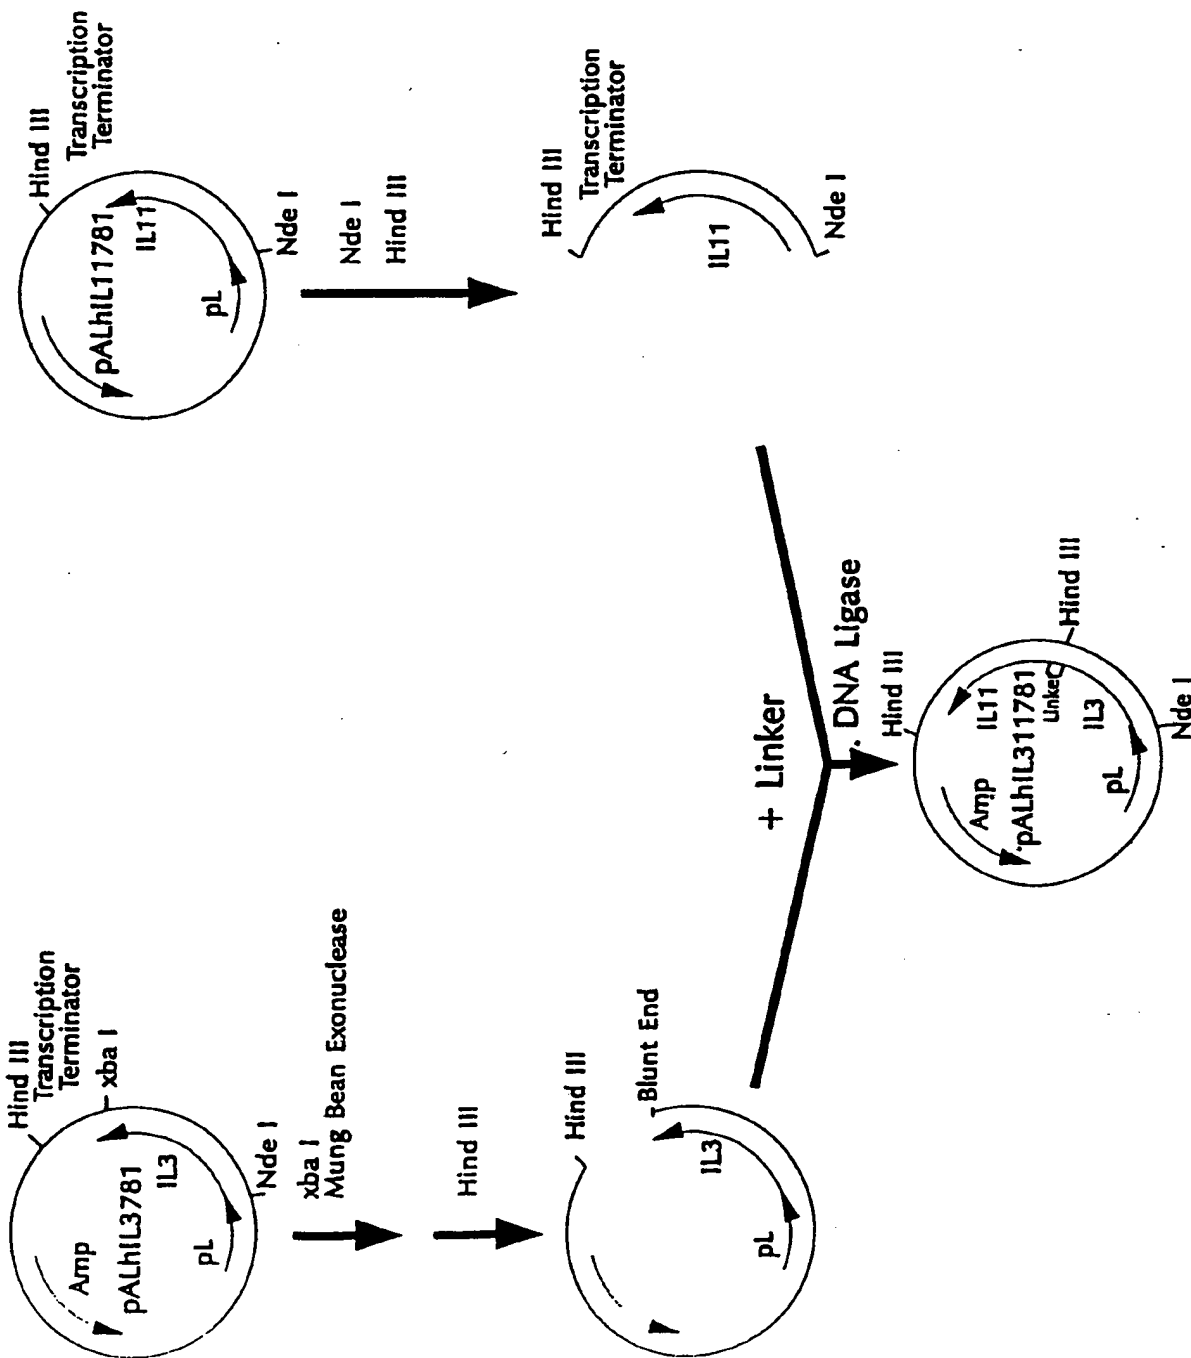 Hind III
Transcription
Terminator
xba I
Amp
pALhIL3781
IL3
pL
Nde I
xba I
Mung Bean Exonuclease
Hind III
Hind III
Blunt End
IL3
pL
Hind III
Transcription
Terminator
pALhIL11781
IL11
pL
Nde I
Nde I
Hind III
Hind III
Transcription
Terminator
IL11
Nde I
+ Linker
DNA Ligase
Hind III
Amp
IL11
pALhIL311781
Linker
Hind III
IL3
pL
Nde I